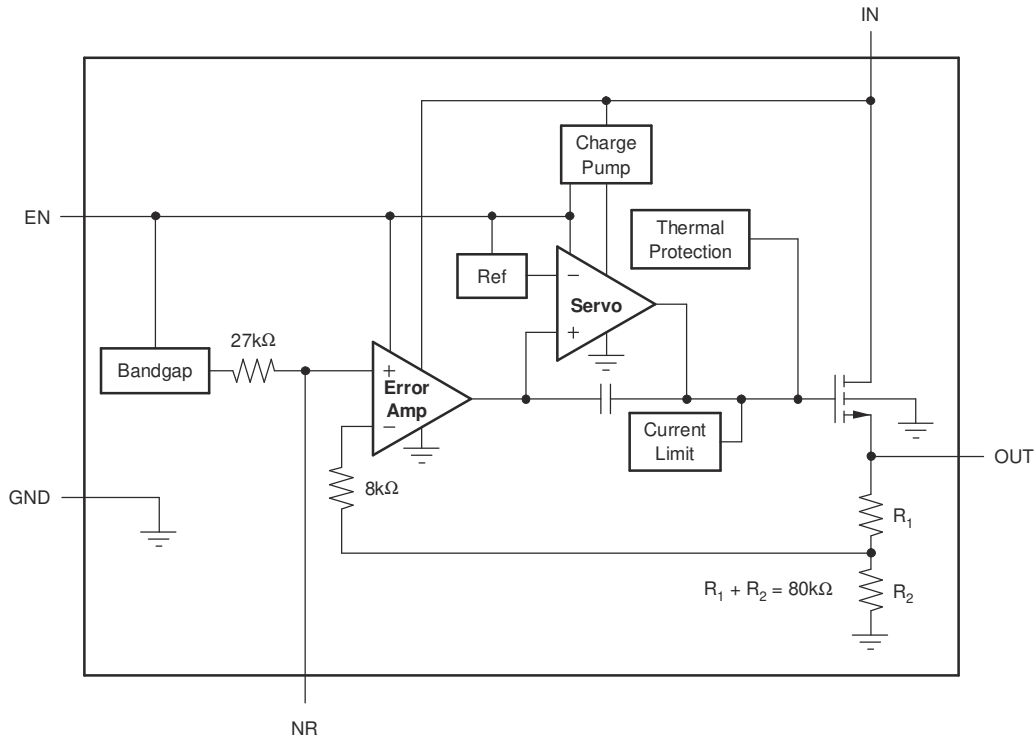 IN
Charge
Pump
EN
Thermal
Protection
Ref
−
Servo
+
27kΩ
Bandgap
+
Error
Amp
−
Current
Limit
OUT
GND
8kΩ
R1
R1 + R2 = 80kΩ
R2
NR